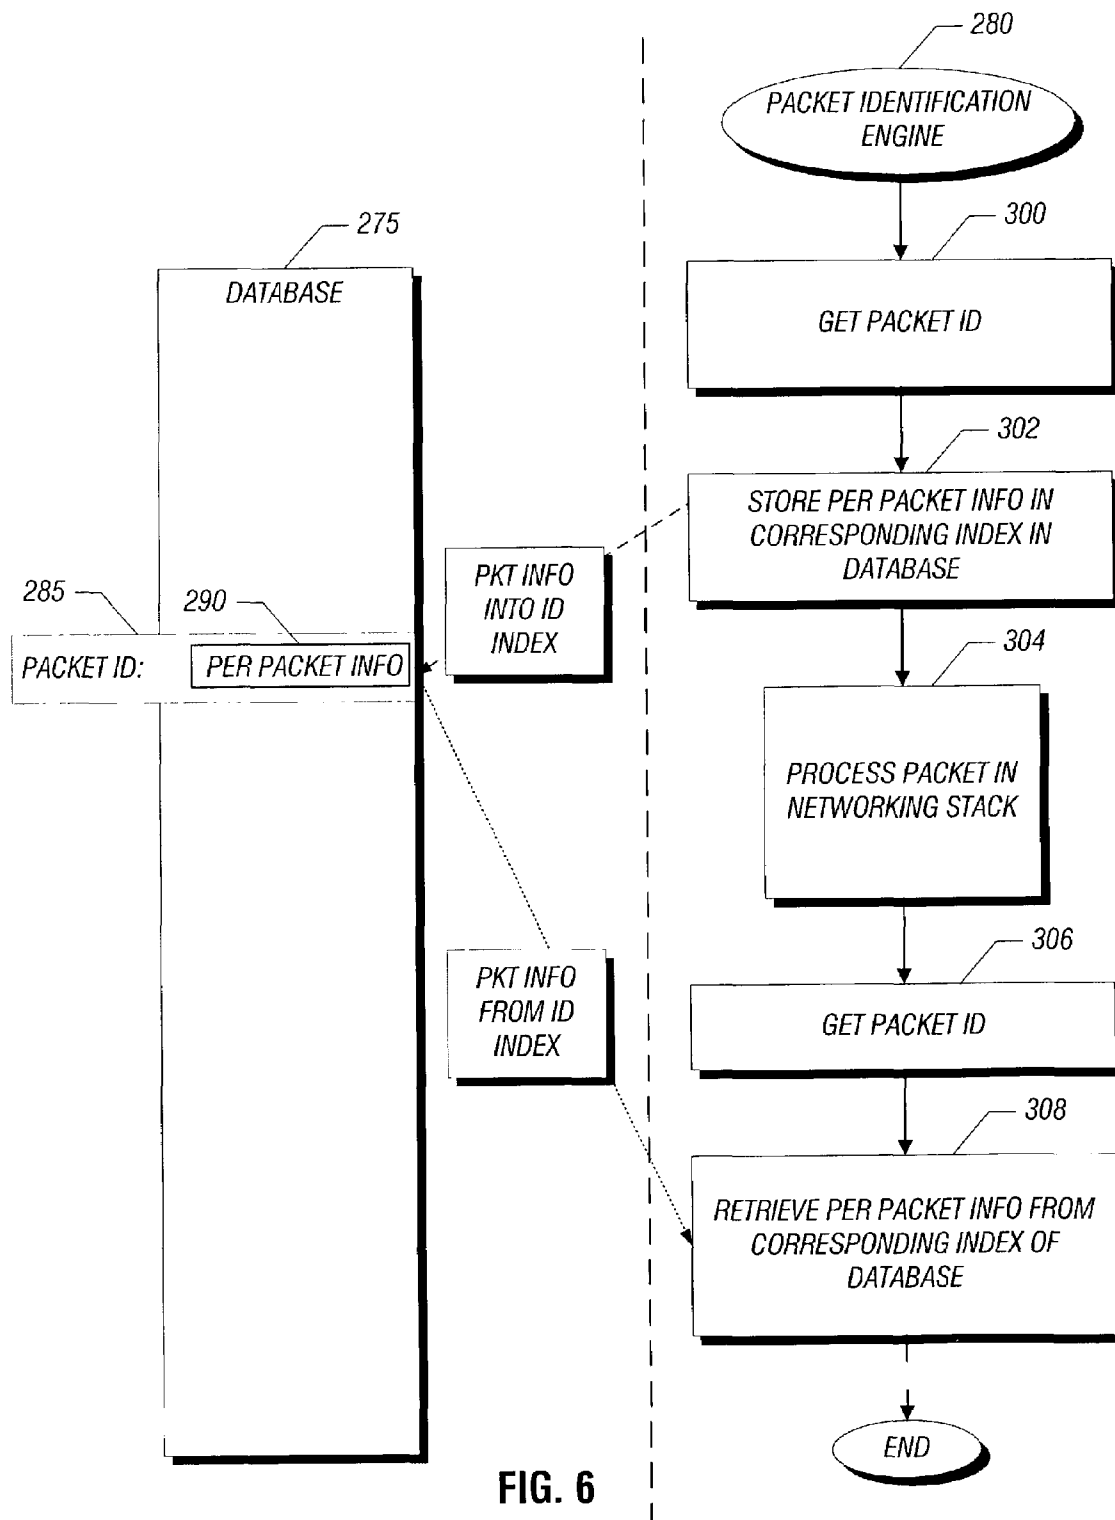 280
PACKET IDENTIFICATION
ENGINE
300
GET PACKET ID
275
DATABASE
302
STORE PER PACKET INFO IN
CORRESPONDING INDEX IN
DATABASE
PKT INFO
INTO ID
INDEX
285
290
PACKET ID:
PER PACKET INFO
304
PROCESS PACKET IN
NETWORKING STACK
306
GET PACKET ID
PKT INFO
FROM ID
INDEX
308
RETRIEVE PER PACKET INFO FROM
CORRESPONDING INDEX OF
DATABASE
END
FIG. 6